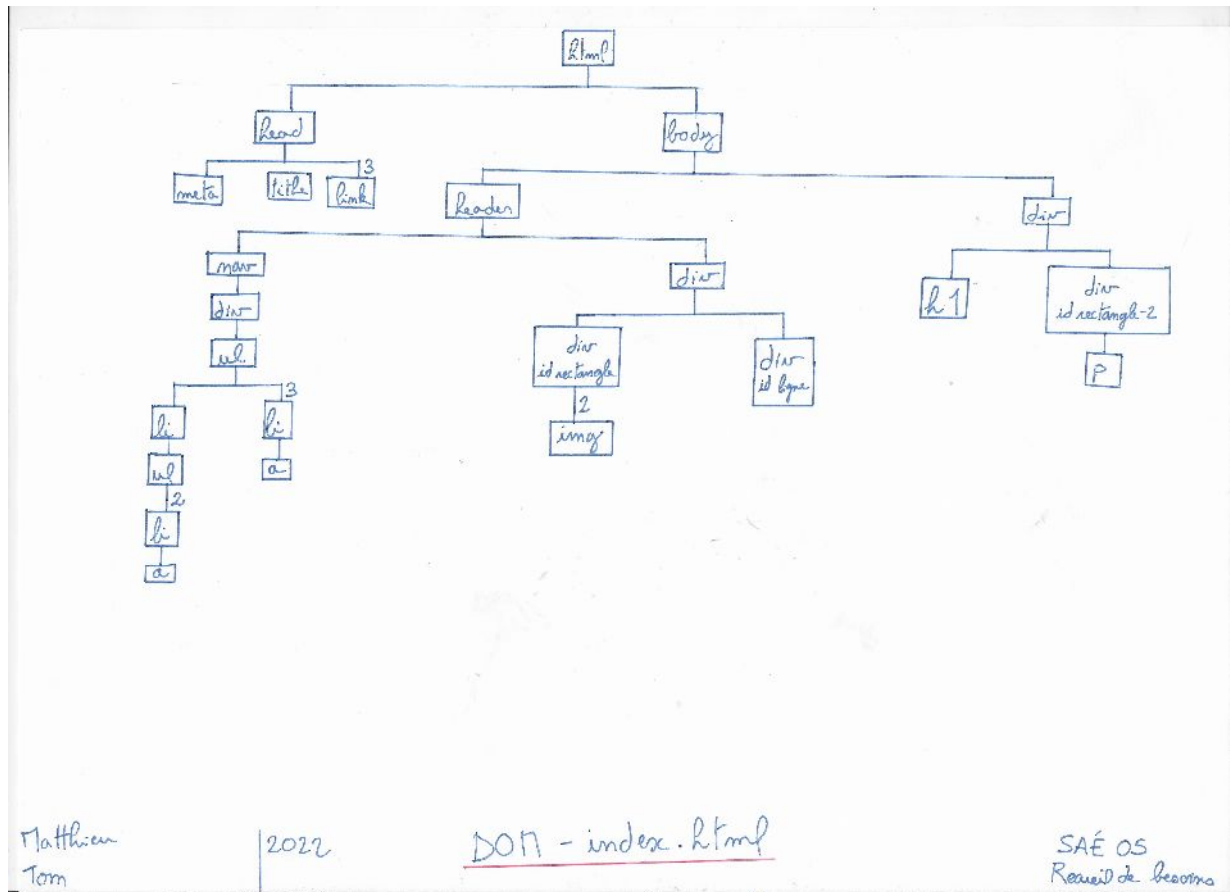 html
head
body
meta
title
3
link
header
div
nav
div
h1
div
id rectangle-2
div
ul
div
id rectangle
div
id ligne
p
li
3
li
2
img
ul
a
2
li
a
Matthieu
Tom
2022
DOM - index.html
SAÉ 05
Recueil de besoins